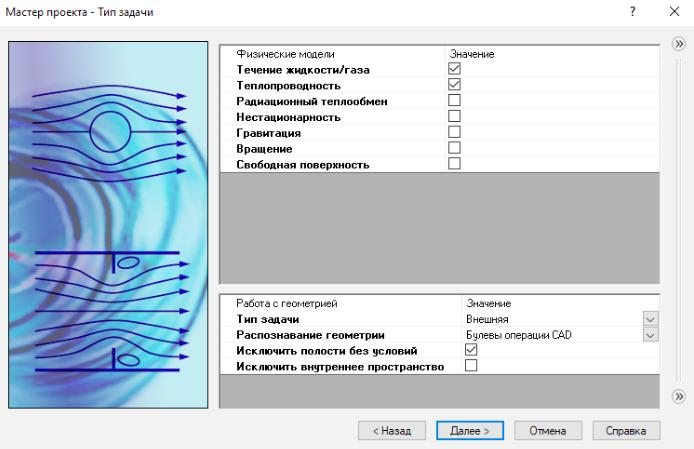 Мастер проекта - Тип задачи
Физические модели Значение
Течение жидкости/газа
Теплопроводность
Радиационный теплообмен
Нестационарность
Гравитация
Вращение
Свободная поверхность
Работа с геометрией Значение
Тип задачи Внешняя
Распознавание геометрии Булевы операции CAD
Исключить полости без условий
Исключить внутреннее пространство
< Назад Далее > Отмена Справка